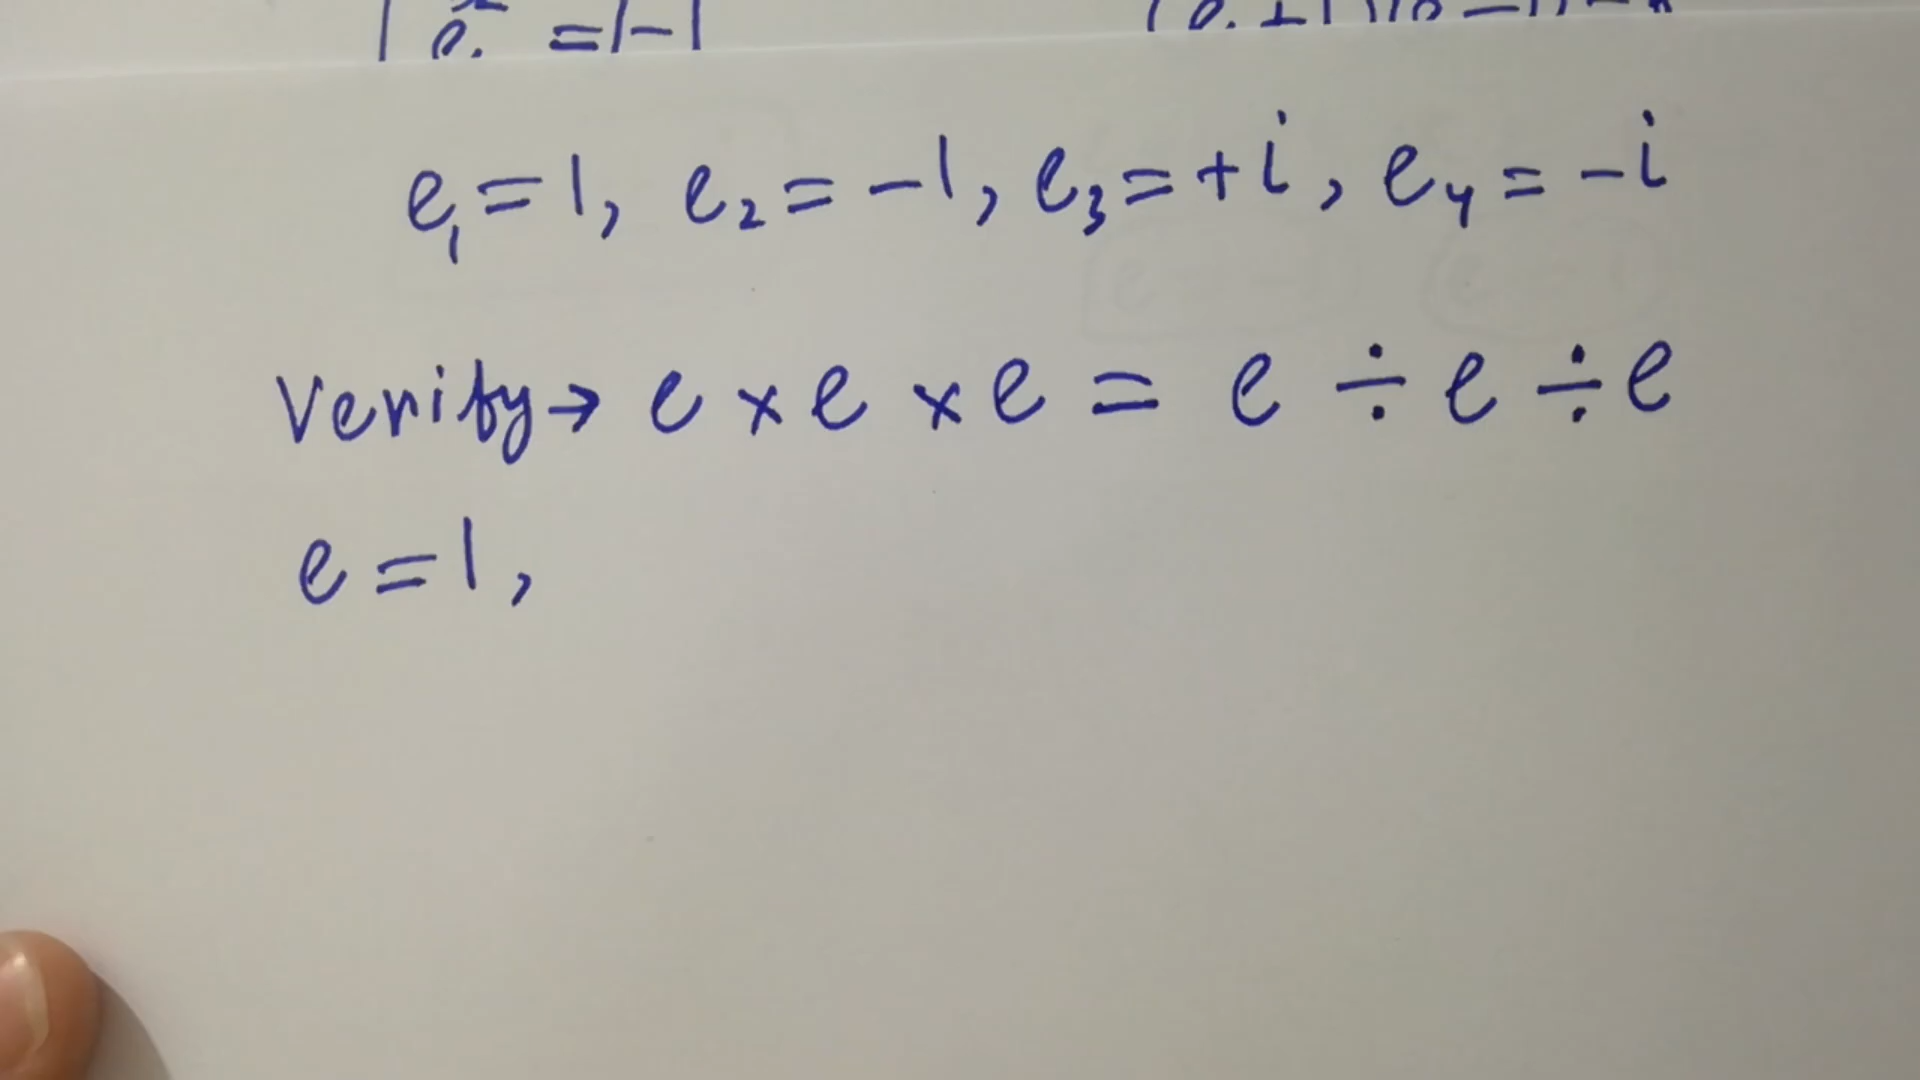 e₁ = 1, e₂ = -1, e₃ = +i, e₄ = -i
Verify → e × e × e = e ÷ e ÷ e
e = 1,